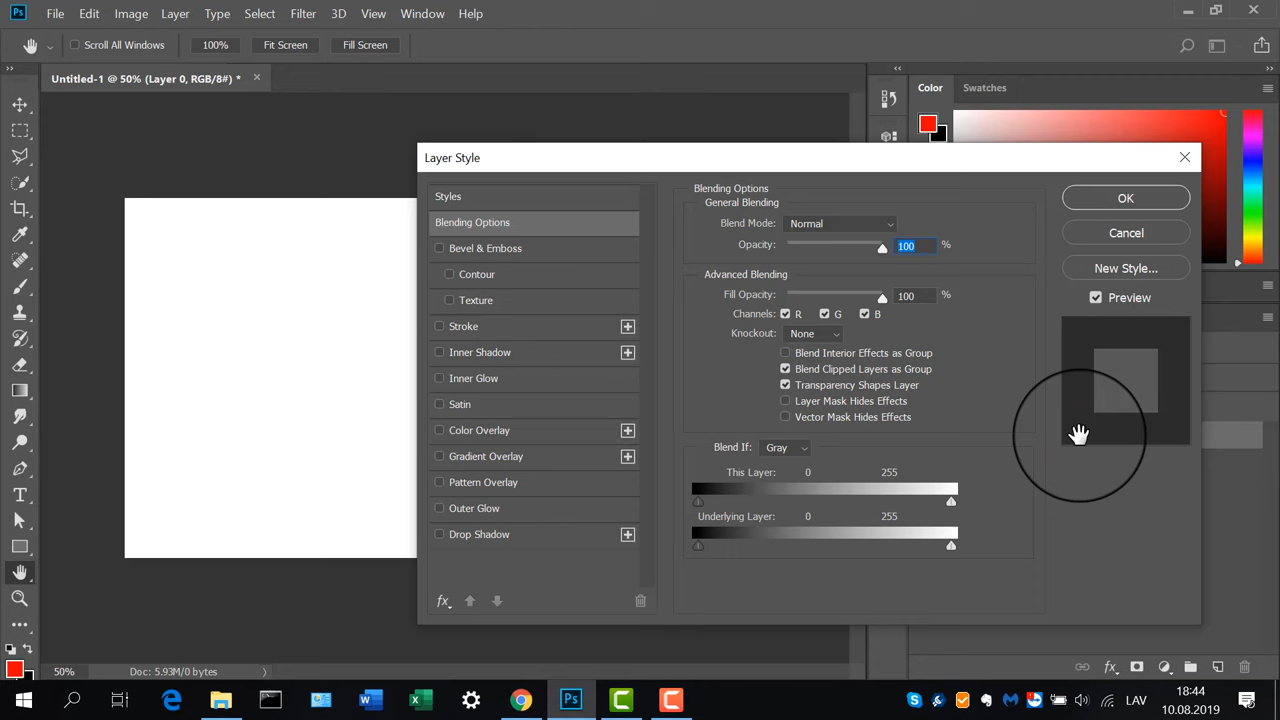 Ps File Edit Image Layer Type Select Filter 3D View Window Help
Scroll All Windows 100% Fit Screen Fill Screen
Untitled-1 @ 50% (Layer 0, RGB/8#) * ×
Color Swatches
Layer Style
Styles
Blending Options
Bevel & Emboss
Contour
Texture
Stroke
Inner Shadow
Inner Glow
Satin
Color Overlay
Gradient Overlay
Pattern Overlay
Outer Glow
Drop Shadow
fx
Blending Options
General Blending
Blend Mode: Normal
Opacity: 100 %
Advanced Blending
Fill Opacity: 100 %
Channels: R G B
Knockout: None
Blend Interior Effects as Group
Blend Clipped Layers as Group
Transparency Shapes Layer
Layer Mask Hides Effects
Vector Mask Hides Effects
Blend If: Gray
This Layer: 0 255
Underlying Layer: 0 255
OK
Cancel
New Style...
Preview
50% Doc: 5.93M/0 bytes
fx
LAV
18:44
10.08.2019